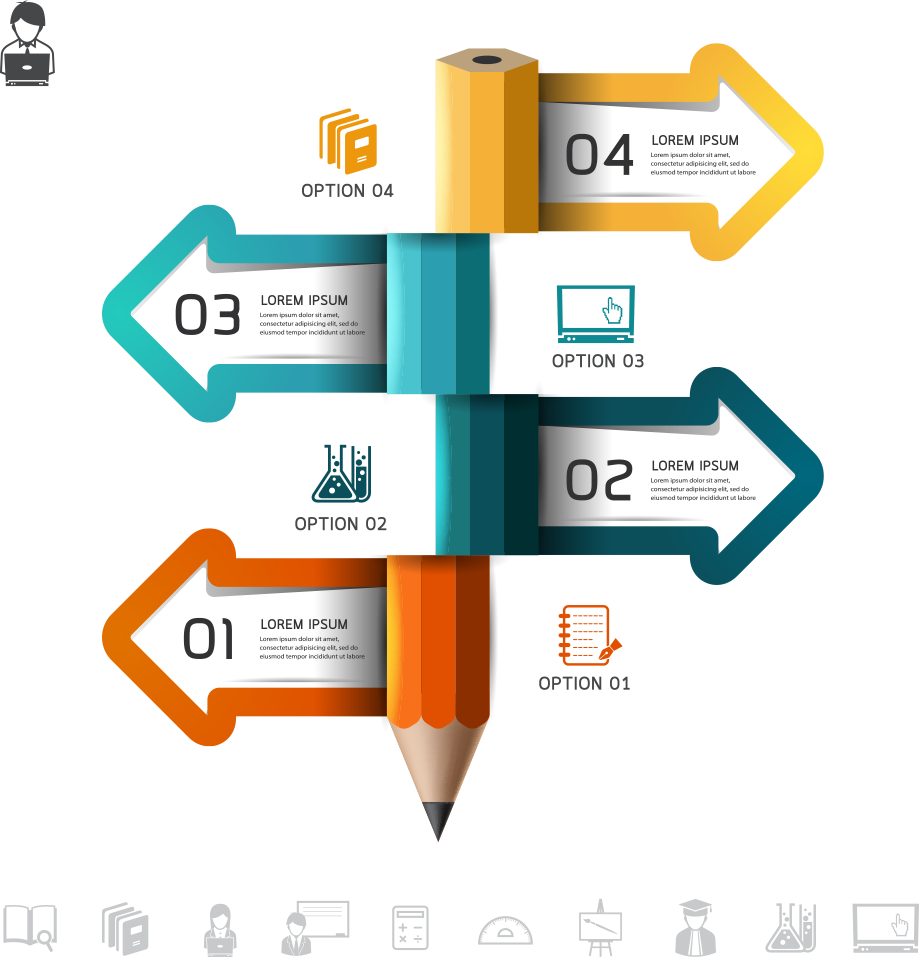 04
LOREM IPSUM
Lorem ipsum dolor sit amet,
consectetur adipisicing elit, sed do
eiusmod tempor incididunt ut labore
OPTION 04
03
LOREM IPSUM
Lorem ipsum dolor sit amet,
consectetur adipisicing elit, sed do
eiusmod tempor incididunt ut labore
OPTION 03
02
LOREM IPSUM
Lorem ipsum dolor sit amet,
consectetur adipisicing elit, sed do
eiusmod tempor incididunt ut labore
OPTION 02
01
LOREM IPSUM
Lorem ipsum dolor sit amet,
consectetur adipisicing elit, sed do
eiusmod tempor incididunt ut labore
OPTION 01